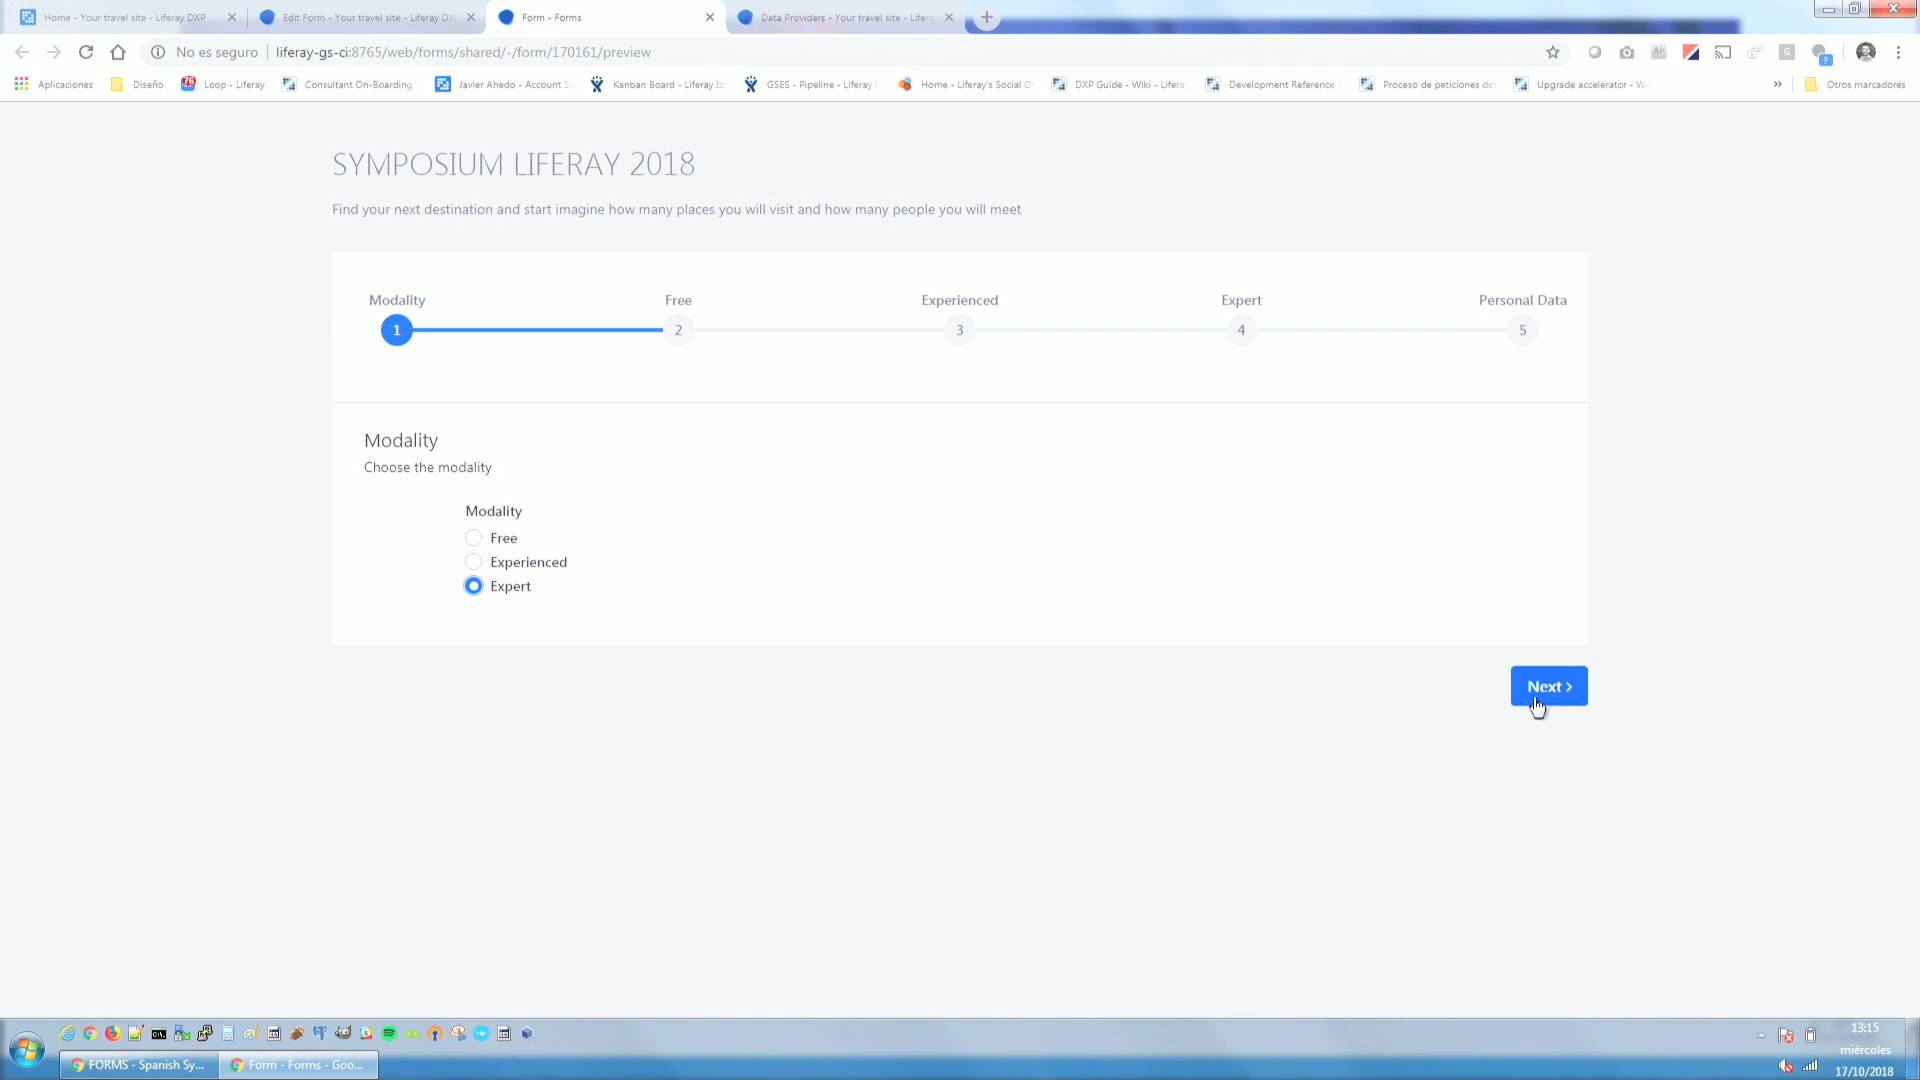 Home - Your travel site - Liferay DXP
Edit Form - Your travel site - Liferay DX
Form - Forms
Data Providers - Your travel site - Lifer
No es seguro
liferay-gs-ci:8765/web/forms/shared/-/form/170161/preview
Aplicaciones
Diseño
76
Loop - Liferay
Consultant On-Boarding
Javier Ahedo - Account S
Kanban Board - Liferay Is
GSES - Pipeline - Liferay I
Home - Liferay's Social O
DXP Guide - Wiki - Lifera
Development Reference
Proceso de peticiones de
Upgrade accelerator - Wi
»
Otros marcadores
SYMPOSIUM LIFERAY 2018
Find your next destination and start imagine how many places you will visit and how many people you will meet
Modality
Free
Experienced
Expert
Personal Data
1
2
3
4
5
Modality
Choose the modality
Modality
Free
Experienced
Expert
Next >
13:15
miércoles
17/10/2018
FORMS - Spanish Sy...
Form - Forms - Goo...